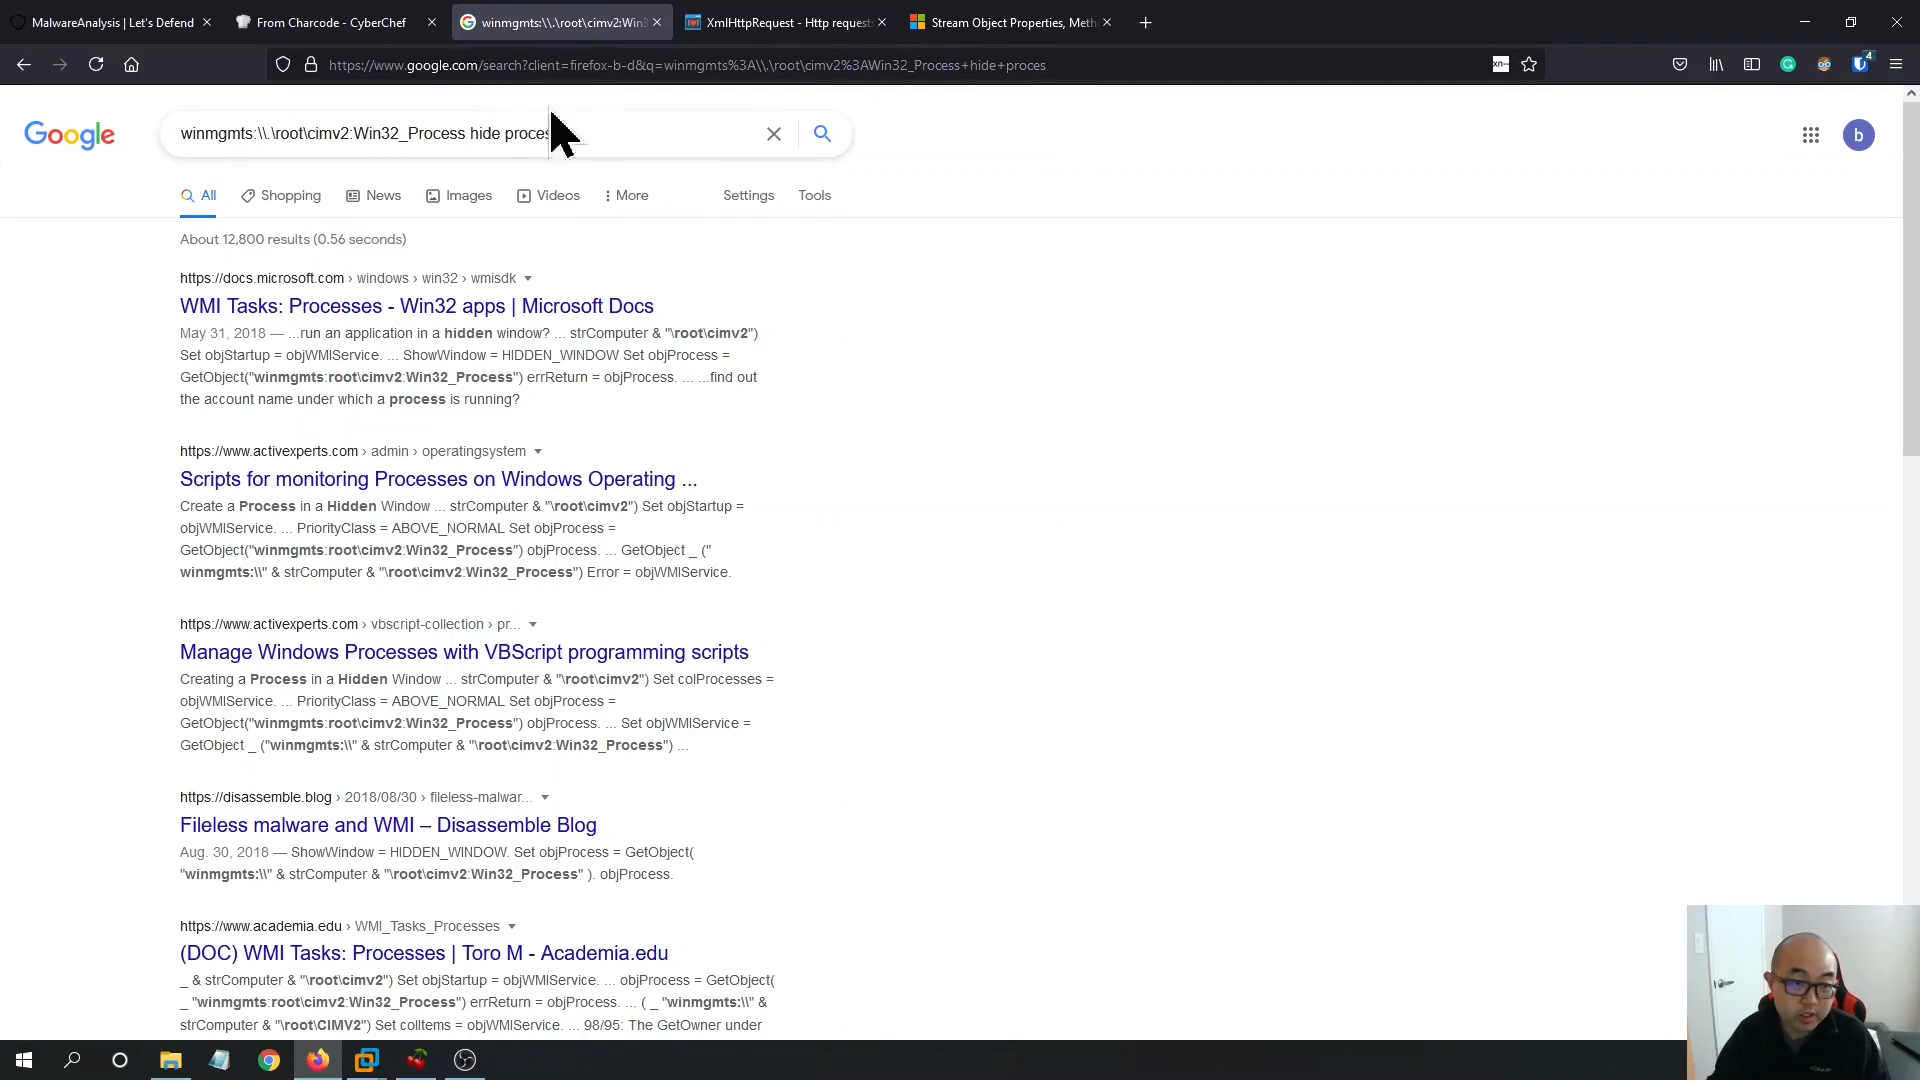 MalwareAnalysis | Let's Defend
From Charcode - CyberChef
winmgmts:\\.\root\cimv2:Win3
XmlHttpRequest - Http requests
Stream Object Properties, Meth
https://www.google.com/search?client=firefox-b-d&q=winmgmts%3A\\.\root\cimv2%3AWin32_Process+hide+proces
xn--
4
Google
winmgmts:\\.\root\cimv2:Win32_Process hide proces
b
All
Shopping
News
Images
Videos
More
Settings
Tools
About 12,800 results (0.56 seconds)
https://docs.microsoft.com › windows › win32 › wmisdk
WMI Tasks: Processes - Win32 apps | Microsoft Docs
May 31, 2018 — ...run an application in a hidden window? ... strComputer & "\root\cimv2")
Set objStartup = objWMIService. ... ShowWindow = HIDDEN_WINDOW Set objProcess =
GetObject("winmgmts:root\cimv2:Win32_Process") errReturn = objProcess. ... ...find out
the account name under which a process is running?
https://www.activexperts.com › admin › operatingsystem
Scripts for monitoring Processes on Windows Operating ...
Create a Process in a Hidden Window ... strComputer & "\root\cimv2") Set objStartup =
objWMIService. ... PriorityClass = ABOVE_NORMAL Set objProcess =
GetObject("winmgmts:root\cimv2:Win32_Process") objProcess. ... GetObject _ ("
winmgmts:\\" & strComputer & "\root\cimv2:Win32_Process") Error = objWMIService.
https://www.activexperts.com › vbscript-collection › pr...
Manage Windows Processes with VBScript programming scripts
Creating a Process in a Hidden Window ... strComputer & "\root\cimv2") Set colProcesses =
objWMIService. ... PriorityClass = ABOVE_NORMAL Set objProcess =
GetObject("winmgmts:root\cimv2:Win32_Process") objProcess. ... Set objWMIService =
GetObject _ ("winmgmts:\\" & strComputer & "\root\cimv2:Win32_Process") ...
https://disassemble.blog › 2018/08/30 › fileless-malwar...
Fileless malware and WMI – Disassemble Blog
Aug. 30, 2018 — ShowWindow = HIDDEN_WINDOW. Set objProcess = GetObject(
"winmgmts:\\" & strComputer & "\root\cimv2:Win32_Process" ). objProcess.
https://www.academia.edu › WMI_Tasks_Processes
(DOC) WMI Tasks: Processes | Toro M - Academia.edu
_ & strComputer & "\root\cimv2") Set objStartup = objWMIService. ... objProcess = GetObject(
_ "winmgmts:root\cimv2:Win32_Process") errReturn = objProcess. ... ( _ "winmgmts:\\" &
strComputer & "\root\CIMV2") Set colItems = objWMIService. ... 98/95: The GetOwner under